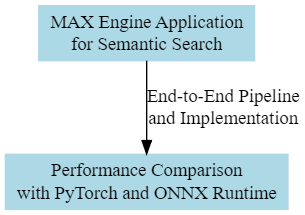 MAX Engine Application
for Semantic Search
End-to-End Pipeline
and Implementation
Performance Comparison
with PyTorch and ONNX Runtime